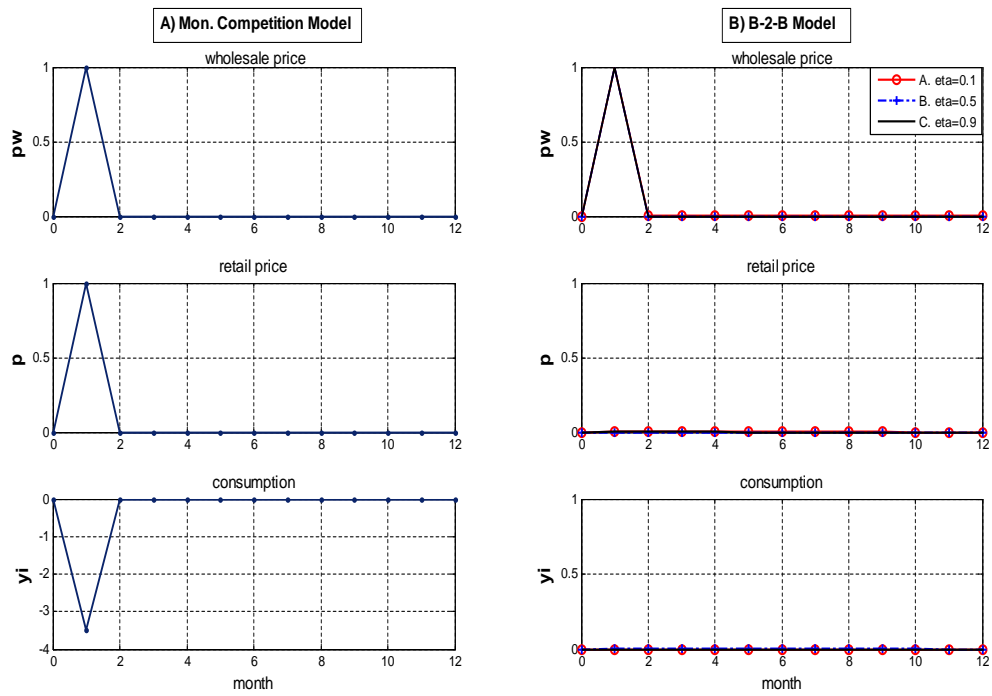 A) Mon. Competition Model
wholesale price
1
0.5
0
pw
0 2 4 6 8 10 12
retail price
1
0.5
0
p
0 2 4 6 8 10 12
consumption
0
-1
-2
-3
-4
yi
0 2 4 6 8 10 12
month
B) B-2-B Model
wholesale price
A. eta=0.1
B. eta=0.5
C. eta=0.9
1
0.5
0
pw
0 2 4 6 8 10 12
retail price
1
0.5
0
p
0 2 4 6 8 10 12
consumption
1
0.5
0
yi
0 2 4 6 8 10 12
month